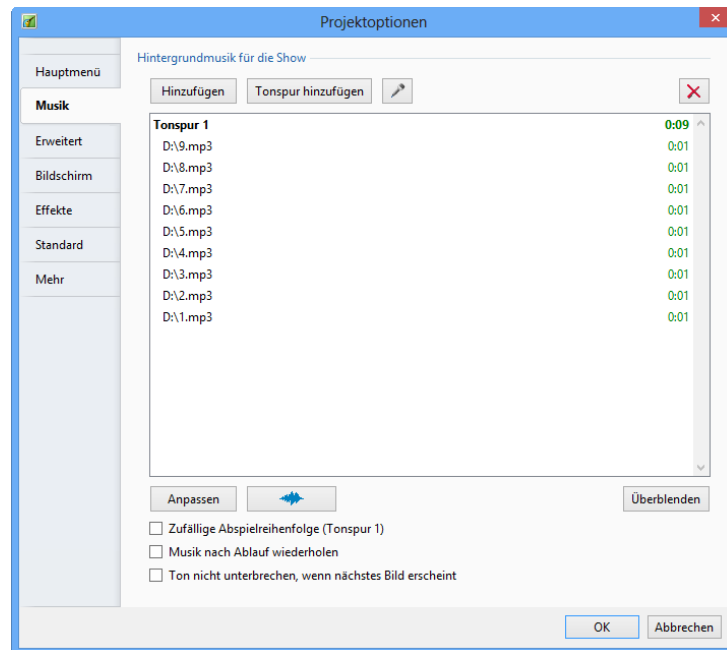 Projektoptionen
Hauptmenü
Musik
Erweitert
Bildschirm
Effekte
Standard
Mehr
Hintergrundmusik für die Show
Hinzufügen Tonspur hinzufügen
Tonspur 1 0:09
D:\9.mp3 0:01
D:\8.mp3 0:01
D:\7.mp3 0:01
D:\6.mp3 0:01
D:\5.mp3 0:01
D:\4.mp3 0:01
D:\3.mp3 0:01
D:\2.mp3 0:01
D:\1.mp3 0:01
Anpassen Überblenden
Zufällige Abspielreihenfolge (Tonspur 1)
Musik nach Ablauf wiederholen
Ton nicht unterbrechen, wenn nächstes Bild erscheint
OK Abbrechen